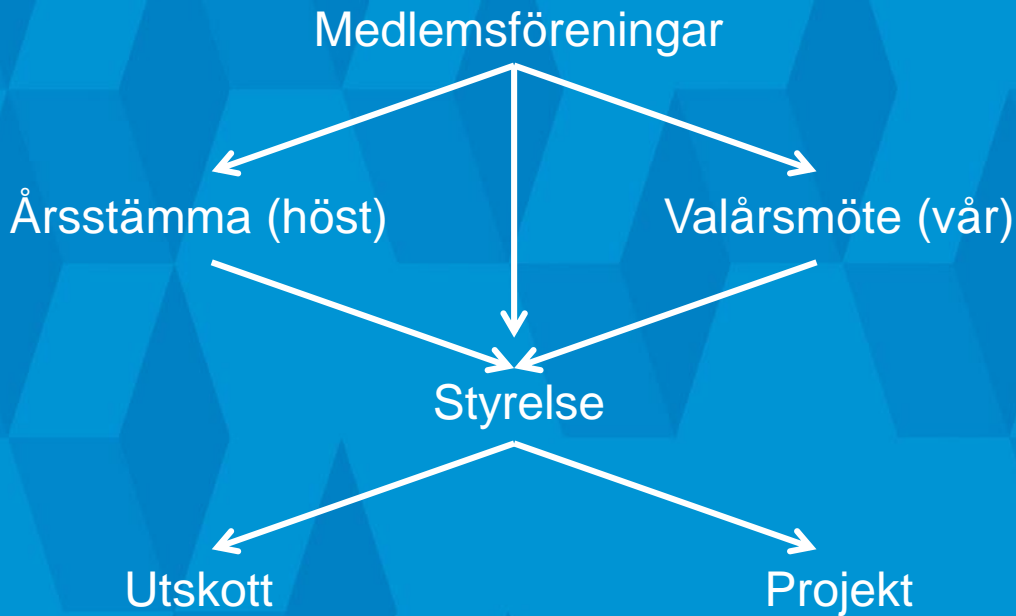 Medlemsföreningar
Årsstämma (höst)
Valårsmöte (vår)
Styrelse
Utskott
Projekt